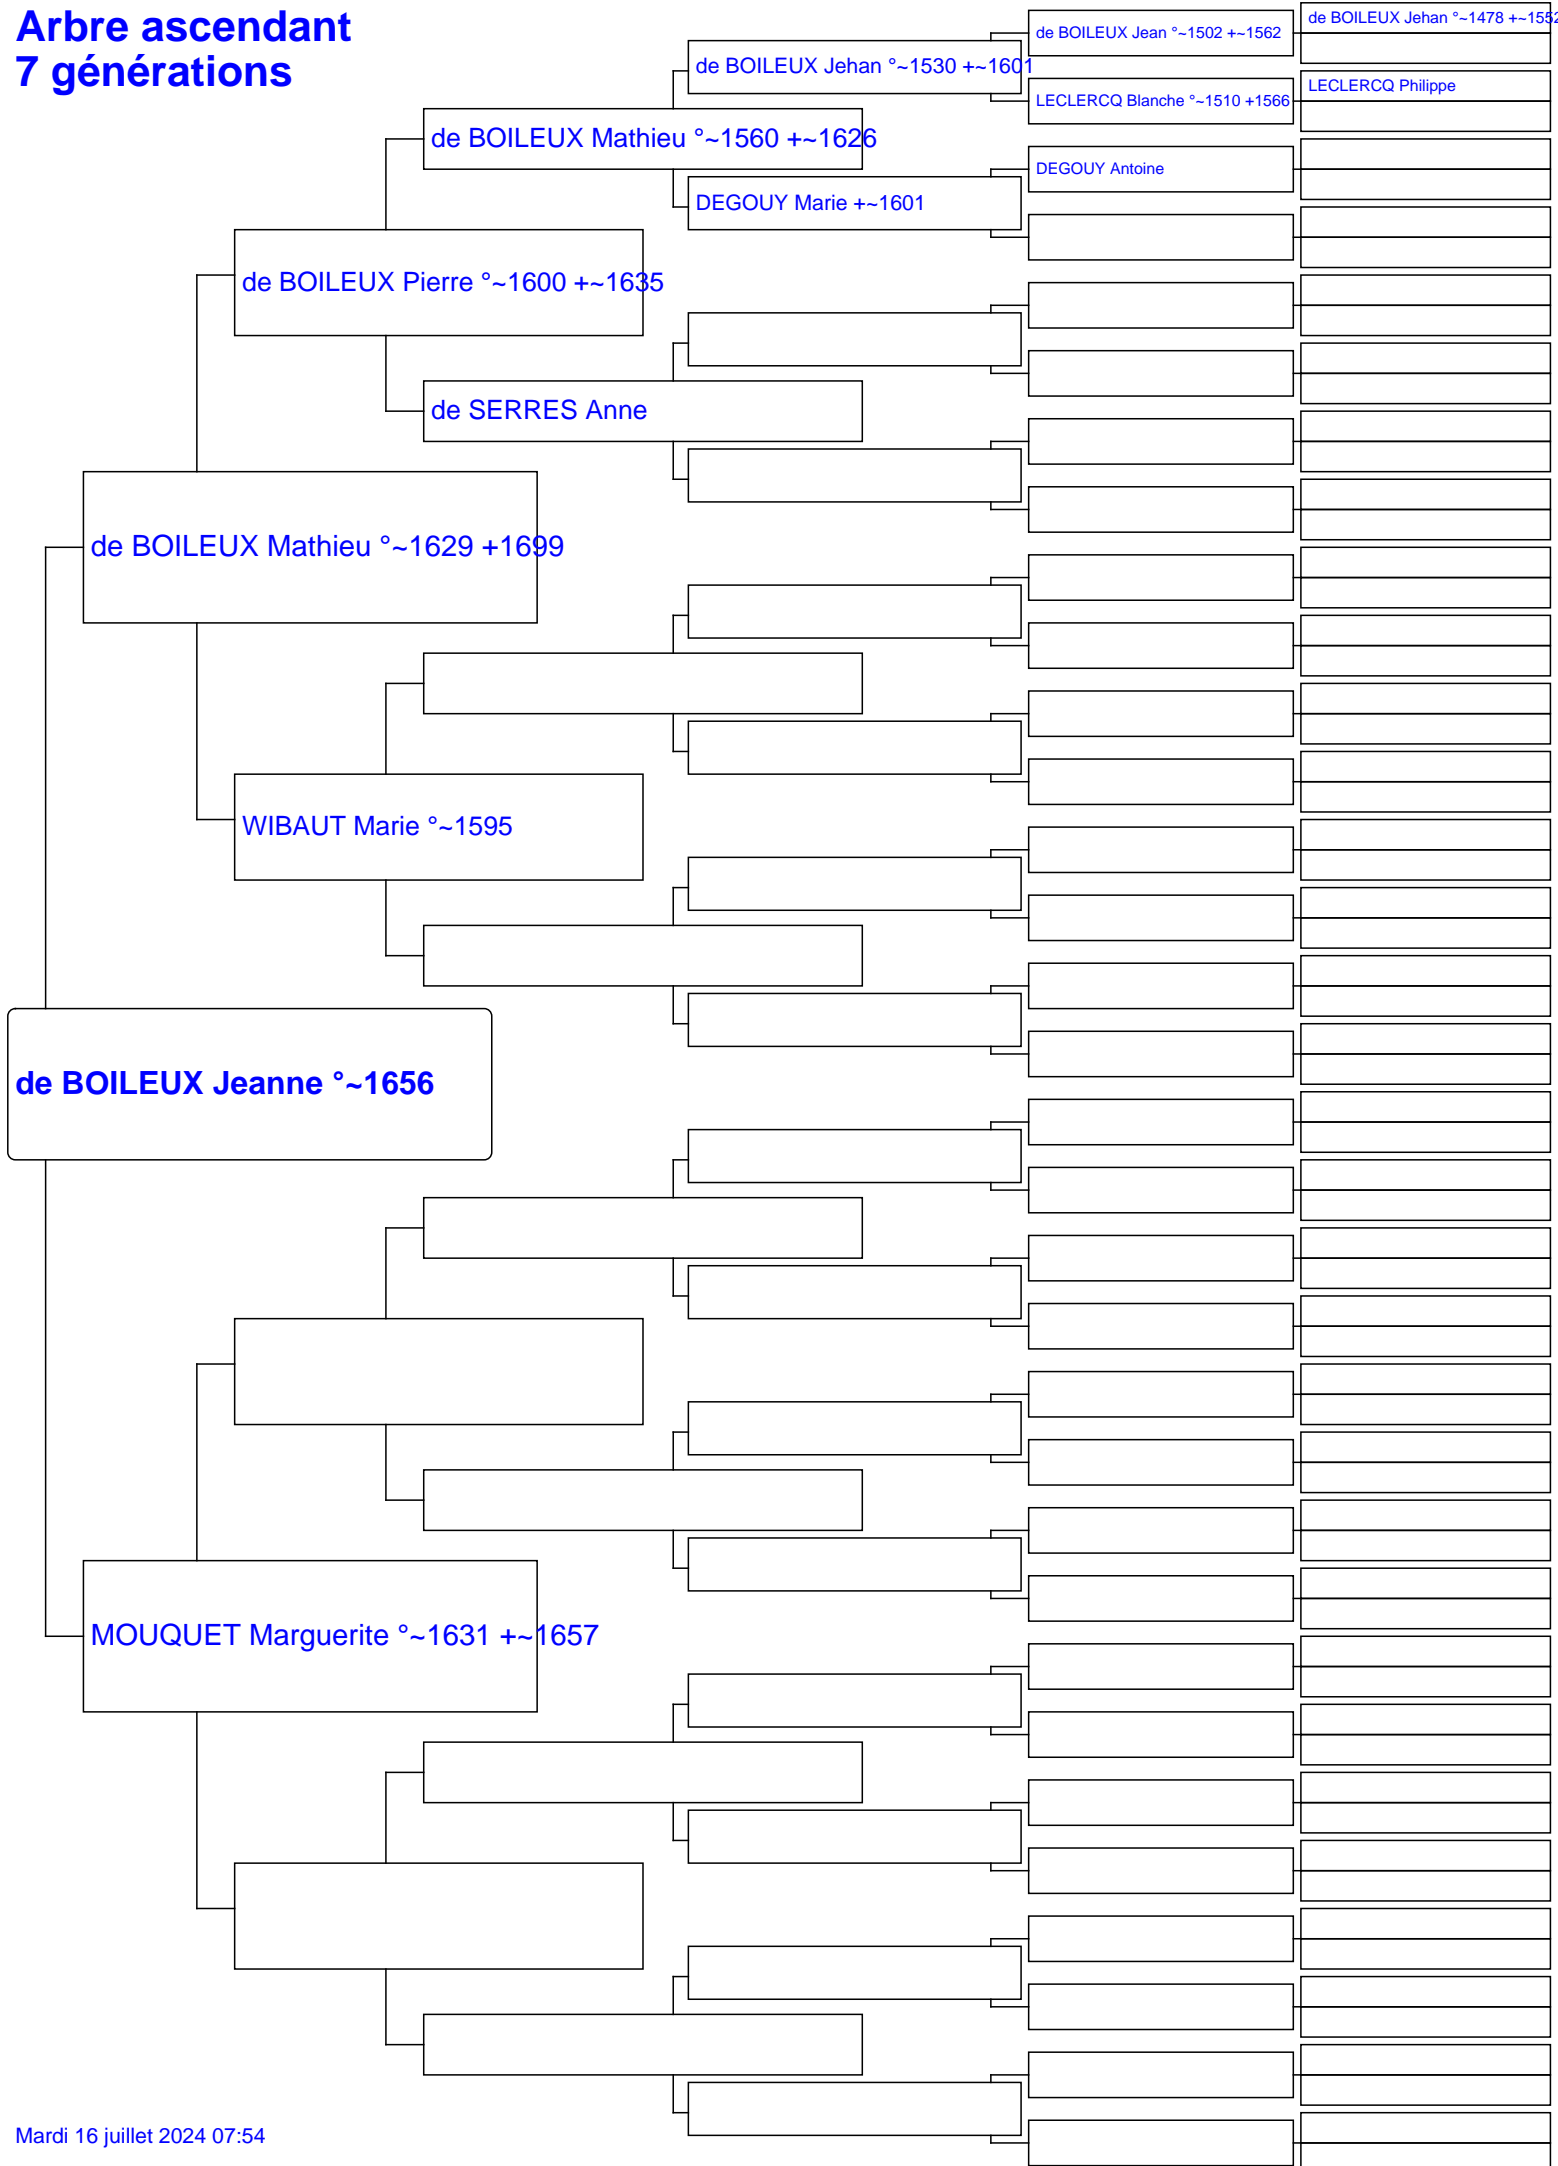 Arbre ascendant
7 générations
de BOILEUX Jehan °~1478 +~1552
de BOILEUX Jean °~1502 +~1562
de BOILEUX Jehan °~1530 +~1601
LECLERCQ Philippe
LECLERCQ Blanche °~1510 +1566
de BOILEUX Mathieu °~1560 +~1626
DEGOUY Antoine
DEGOUY Marie +~1601
de BOILEUX Pierre °~1600 +~1635
de SERRES Anne
de BOILEUX Mathieu °~1629 +1699
WIBAUT Marie °~1595
de BOILEUX Jeanne °~1656
MOUQUET Marguerite °~1631 +~1657
Mardi 16 juillet 2024 07:54